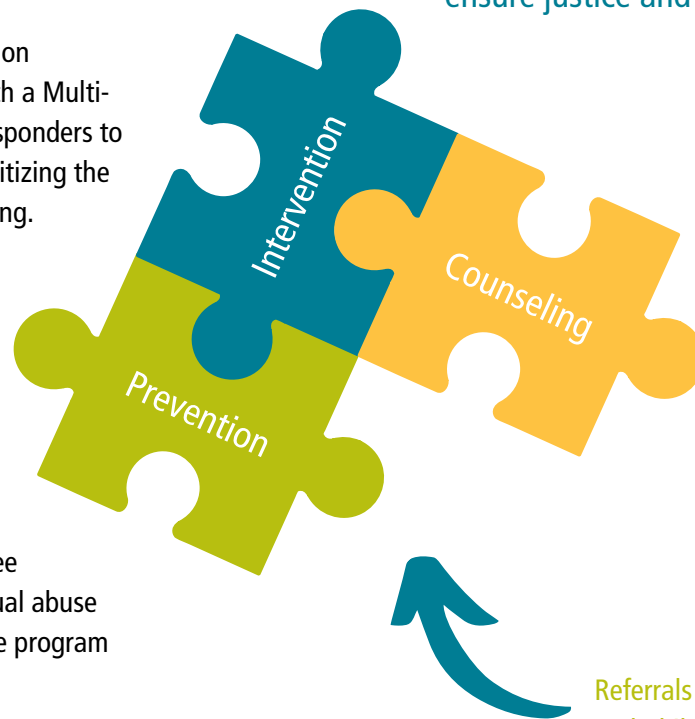 ensure justice and
on
h a Multi-
sponders to
itizing the
ng.
Intervention
Counseling
Prevention
ee
ual abuse
e program
Referrals